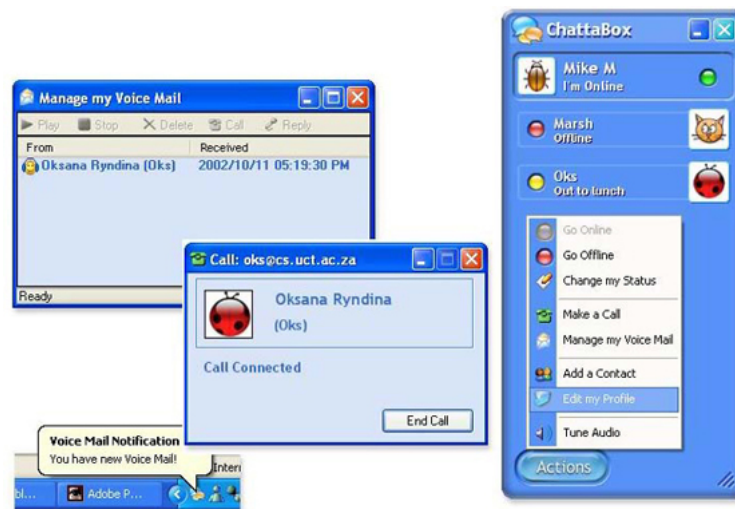 ChattaBox
Mike M
I'm Online
Marsh
Offline
Oks
Out to lunch
Go Online
Go Offline
Change my Status
Make a Call
Manage my Voice Mail
Add a Contact
Edit my Profile
Tune Audio
Actions
Manage my Voice Mail
Play Stop Delete Call Reply
From Received
Oksana Ryndina (Oks) 2002/10/11 05:19:30 PM
Ready
Call: oks@cs.uct.ac.za
Oksana Ryndina
(Oks)
Call Connected
End Call
Voice Mail Notification
You have new Voice Mail!
Adobe P...